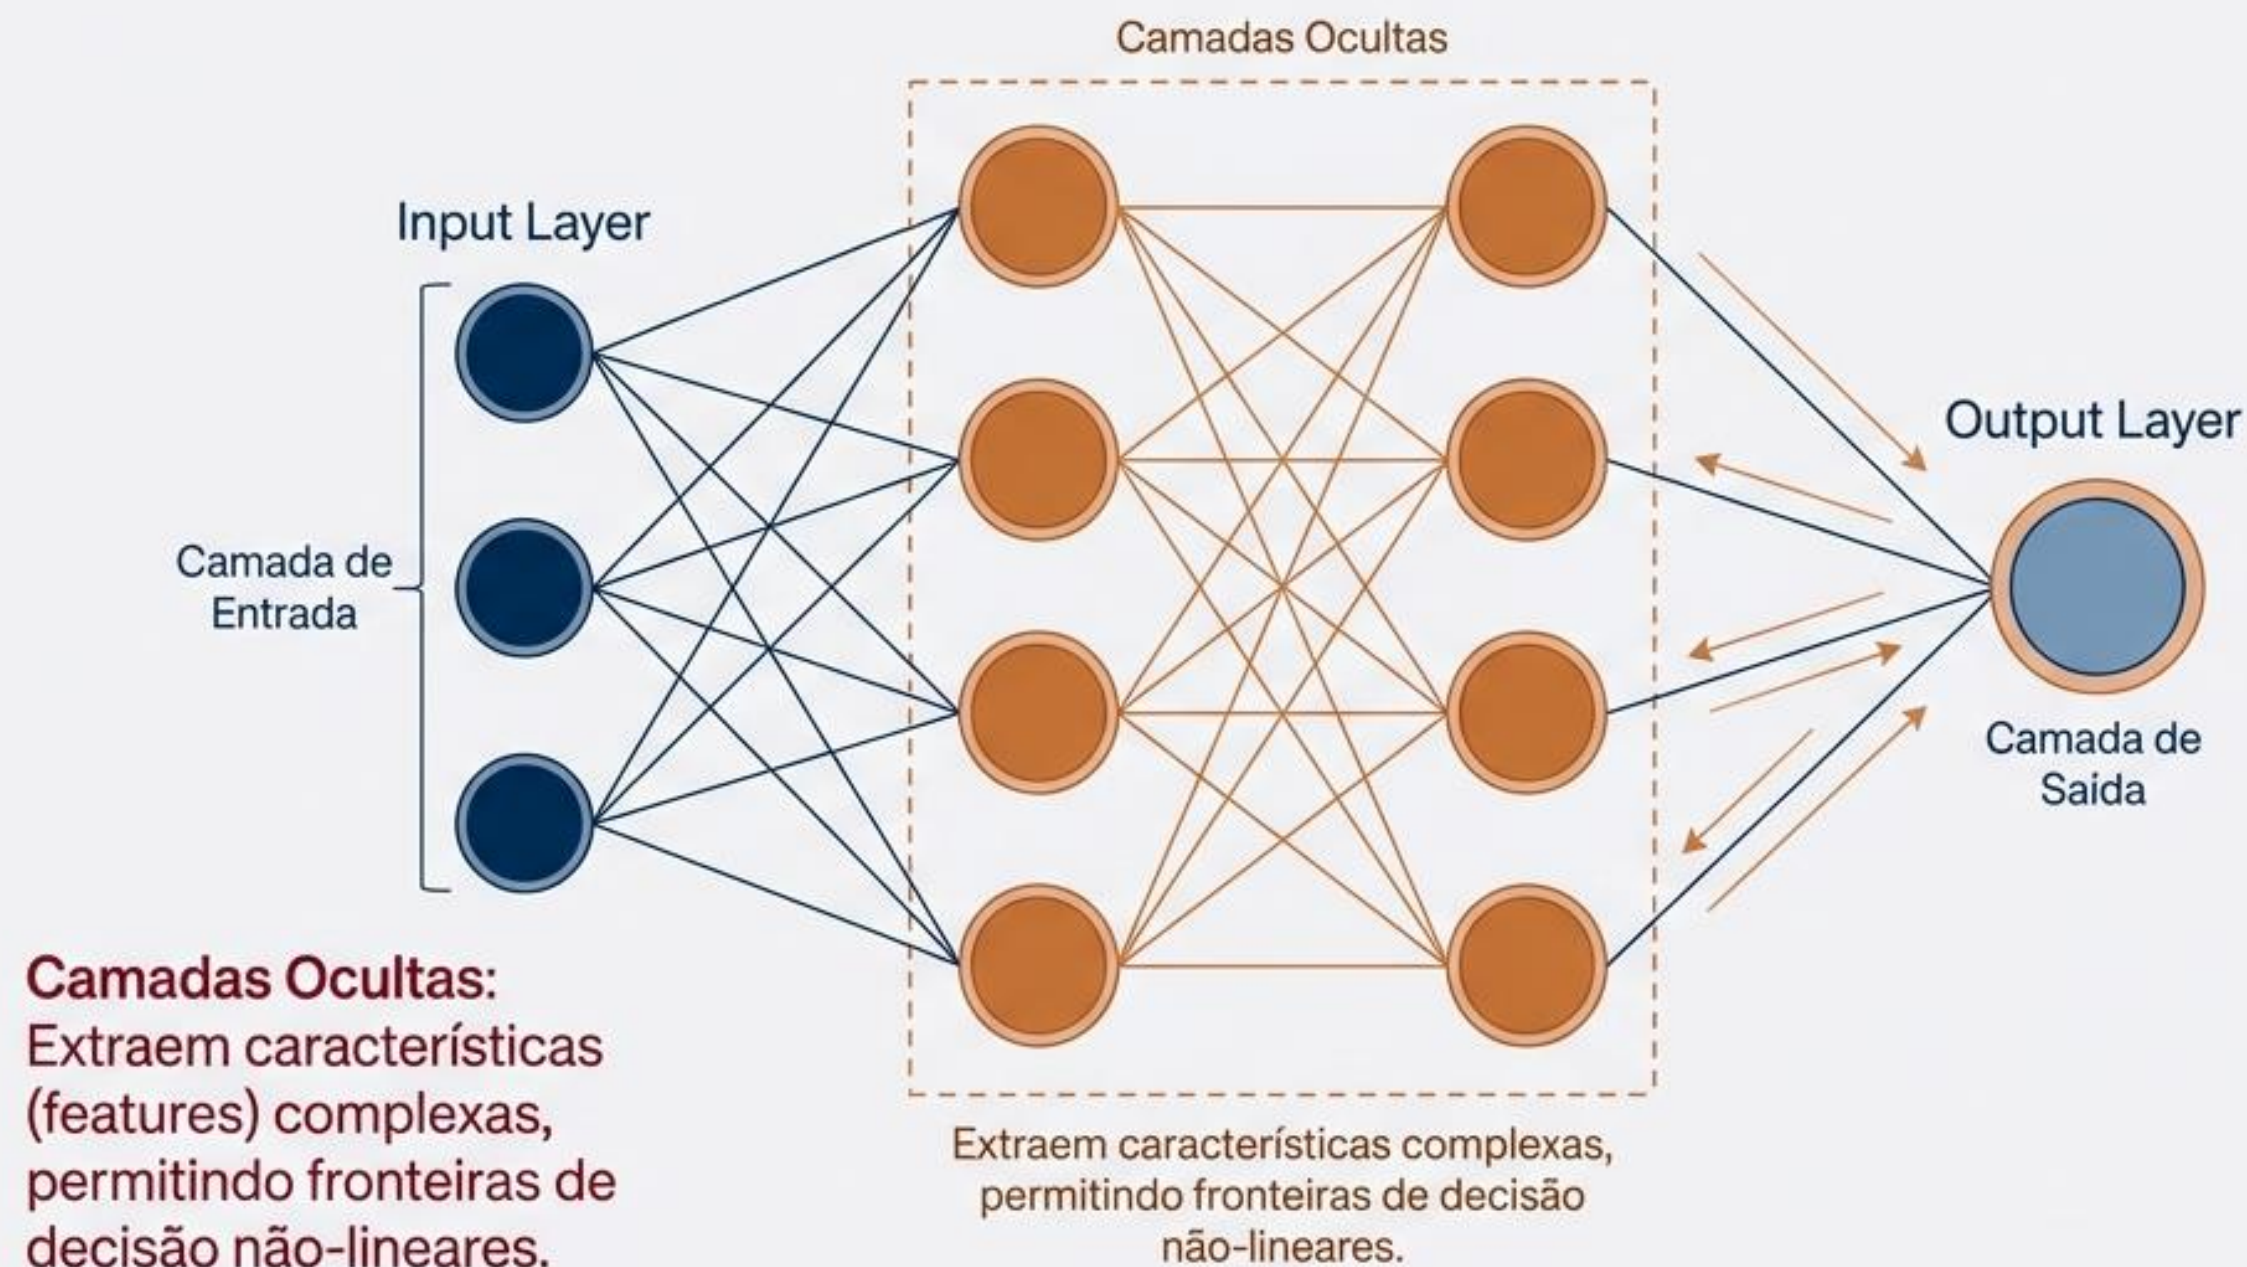 Camadas Ocultas
Input Layer
Camada de
Entrada
Output Layer
Camada de
Saida
Camadas Ocultas:
Extraem características
(features) complexas,
permitindo fronteiras de
decisão não-lineares.
Extraem características complexas,
permitindo fronteiras de decisão
não-lineares.